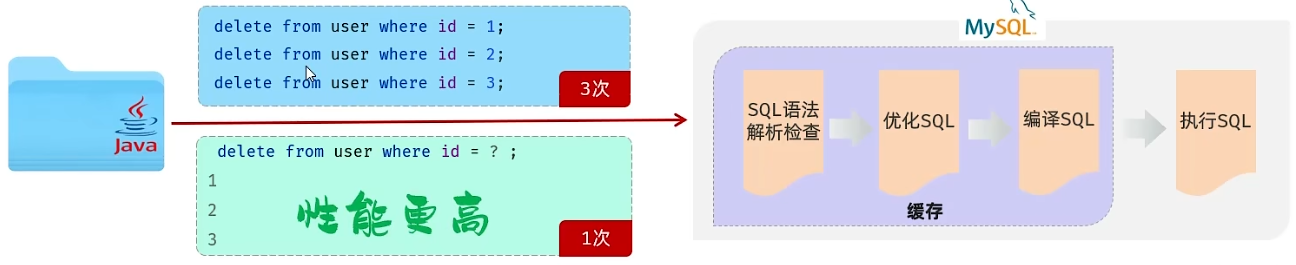 Java
delete from user where id = 1;
delete from user where id = 2;
delete from user where id = 3;
3次
delete from user where id = ? ;
1
2
3
性能更高
1次
MySQL
SQL语法
解析检查
优化SQL
编译SQL
缓存
执行SQL